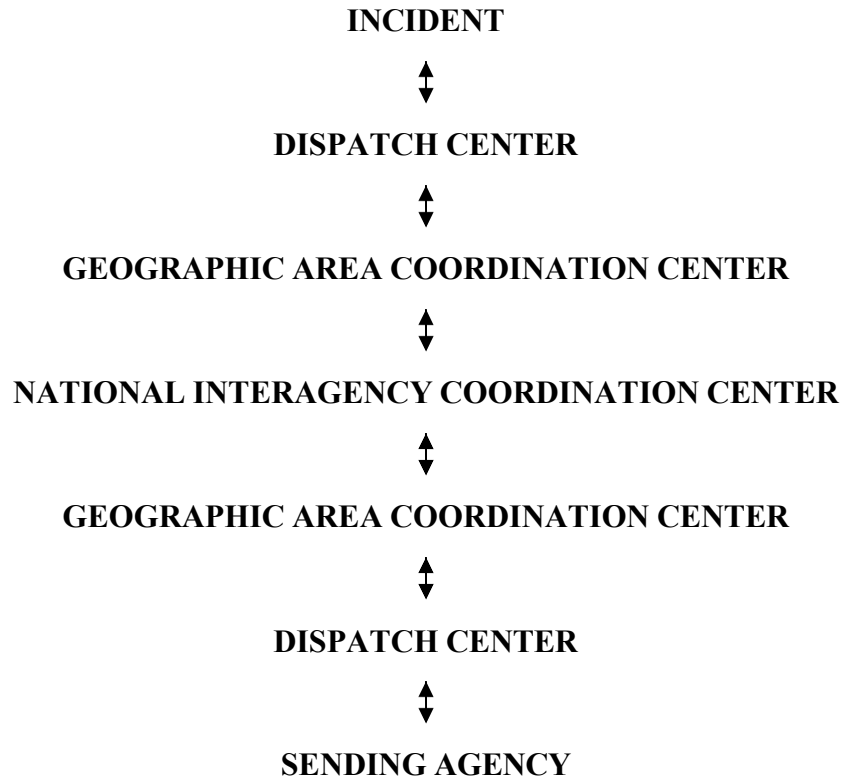 INCIDENT
DISPATCH CENTER
GEOGRAPHIC AREA COORDINATION CENTER
NATIONAL INTERAGENCY COORDINATION CENTER
GEOGRAPHIC AREA COORDINATION CENTER
DISPATCH CENTER
SENDING AGENCY